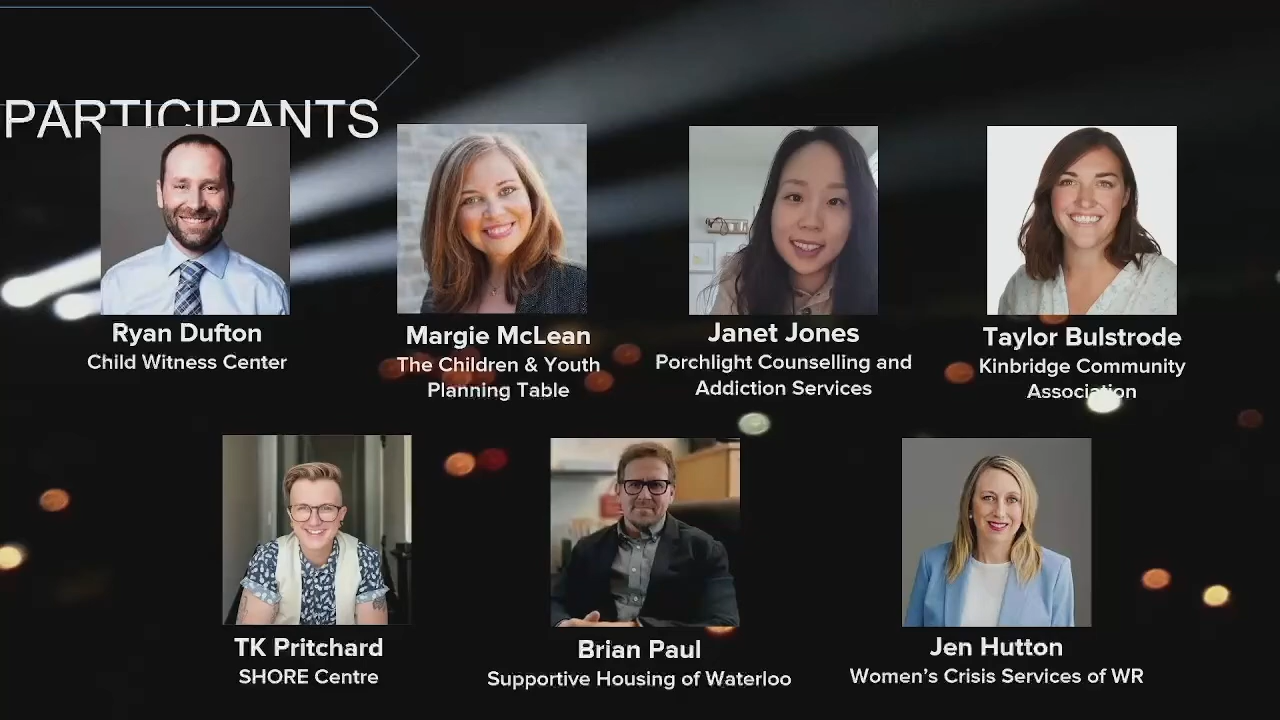 PARTICIPANTS
Ryan Dufton
Child Witness Center
Margie McLean
The Children & Youth
Planning Table
Janet Jones
Porchlight Counselling and
Addiction Services
Taylor Bulstrode
Kinbridge Community
Association
TK Pritchard
SHORE Centre
Brian Paul
Supportive Housing of Waterloo
Jen Hutton
Women’s Crisis Services of WR